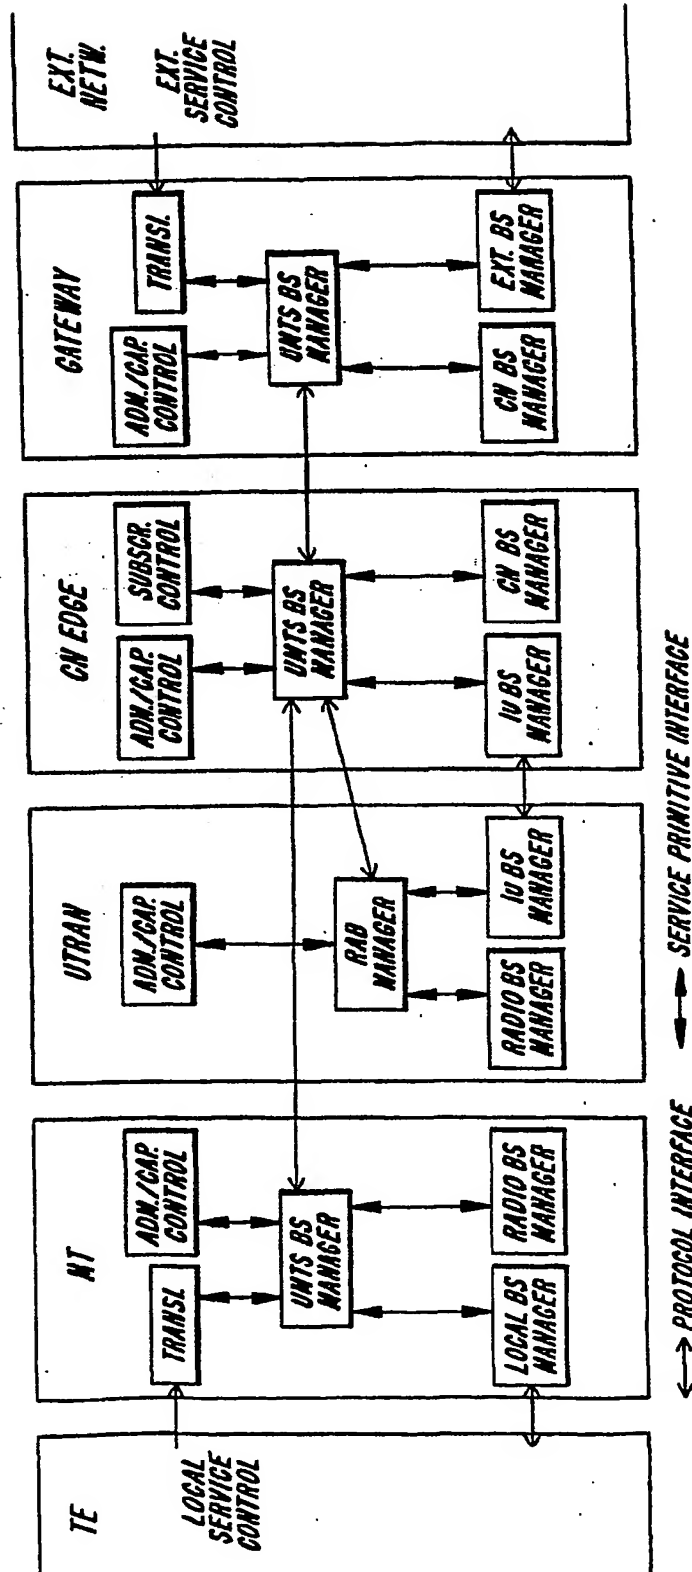 TE
LOCAL
SERVICE
CONTROL
MT
TRANSL
ADM./CAP.
CONTROL
UMTS BS
MANAGER
LOCAL BS
MANAGER
RADIO BS
MANAGER
UTRAN
ADM./CAP.
CONTROL
RAB
MANAGER
RADIO BS
MANAGER
IU BS
MANAGER
CN EDGE
ADM./CAP.
CONTROL
SUBSCR.
CONTROL
UMTS BS
MANAGER
IU BS
MANAGER
CN BS
MANAGER
GATEWAY
ADM./CAP.
CONTROL
TRANSL.
UMTS BS
MANAGER
CN BS
MANAGER
EXT. BS
MANAGER
EXT.
NETW.
EXT.
SERVICE
CONTROL
PROTOCOL INTERFACE
SERVICE PRIMITIVE INTERFACE